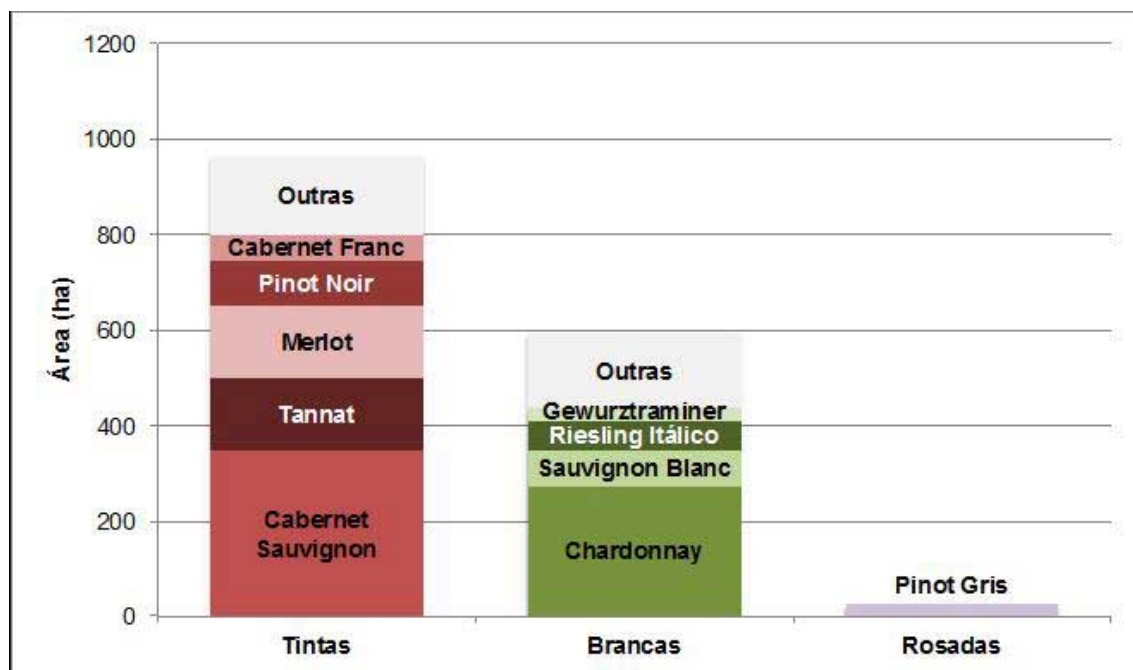 1200
1000
800
600
400
200
0
Área (ha)
Outras
Cabernet Franc
Pinot Noir
Merlot
Tannat
Cabernet
Sauvignon
Outras
Gewurztraminer
Riesling Itálico
Sauvignon Blanc
Chardonnay
Pinot Gris
Tintas
Brancas
Rosadas